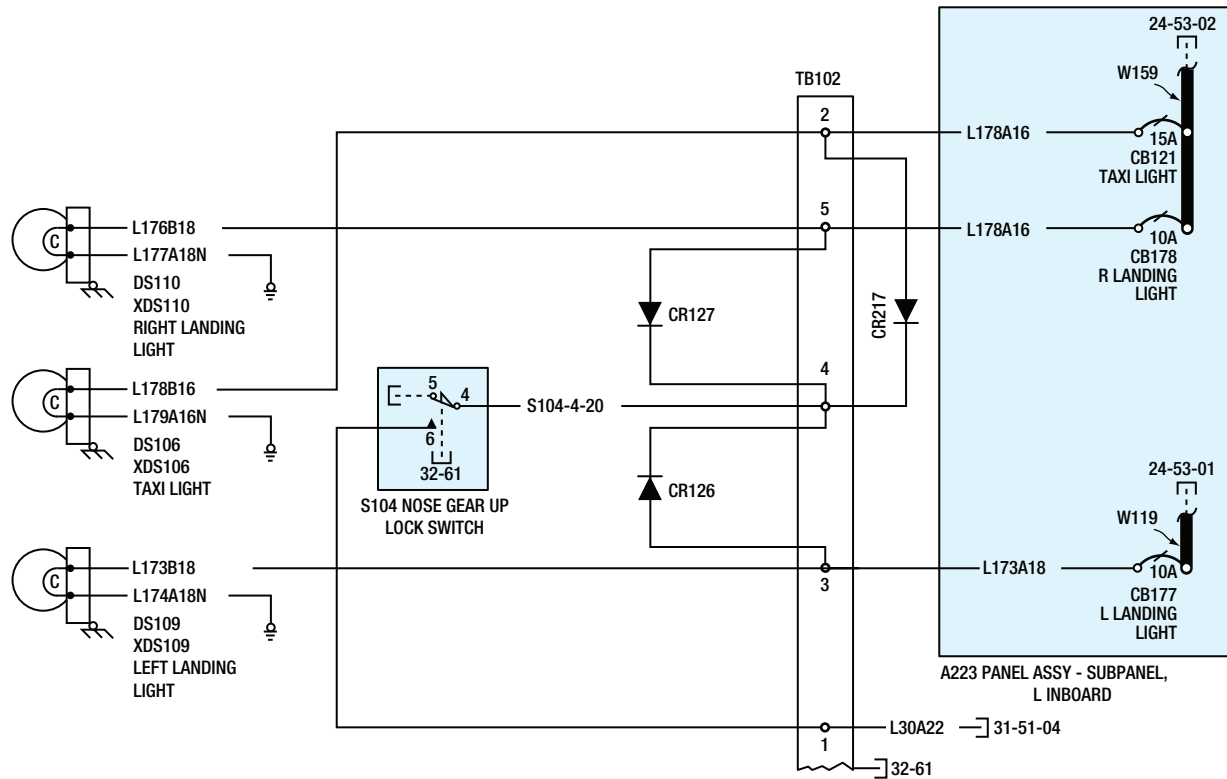 24-53-02
W159
TB102
2
L178A16
15A
CB121
TAXI LIGHT
L176B18
5
L178A16
C
L177A18N
10A
CB178
R LANDING
LIGHT
DS110
XDS110
RIGHT LANDING
LIGHT
CR127
CR217
4
L178B16
C
L179A16N
5
4
S104-4-20
6
32-61
DS106
XDS106
TAXI LIGHT
S104 NOSE GEAR UP
LOCK SWITCH
CR126
24-53-01
W119
L173B18
C
L174A18N
3
L173A18
10A
CB177
L LANDING
LIGHT
DS109
XDS109
LEFT LANDING
LIGHT
A223 PANEL ASSY - SUBPANEL,
L INBOARD
1
L30A22
31-51-04
32-61